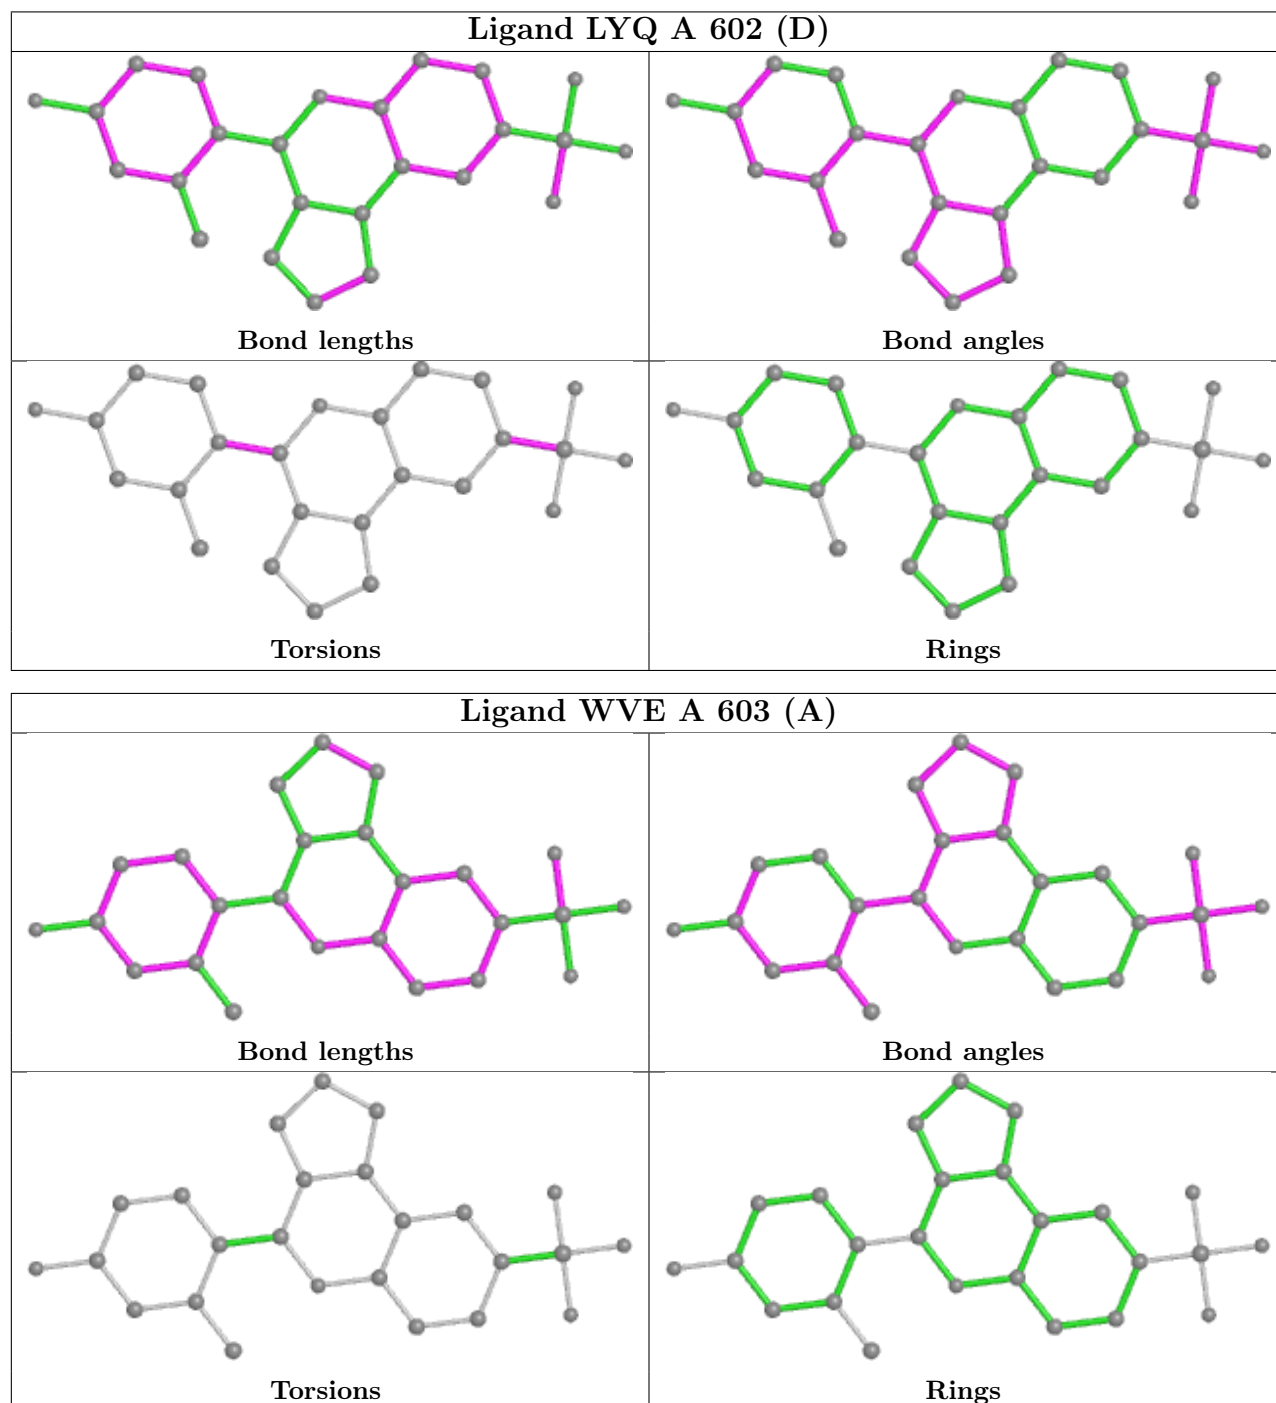 Ligand LYQ A 602 (D)
Bond lengths
Bond angles
Torsions
Rings
Ligand WVE A 603 (A)
Bond lengths
Bond angles
Torsions
Rings